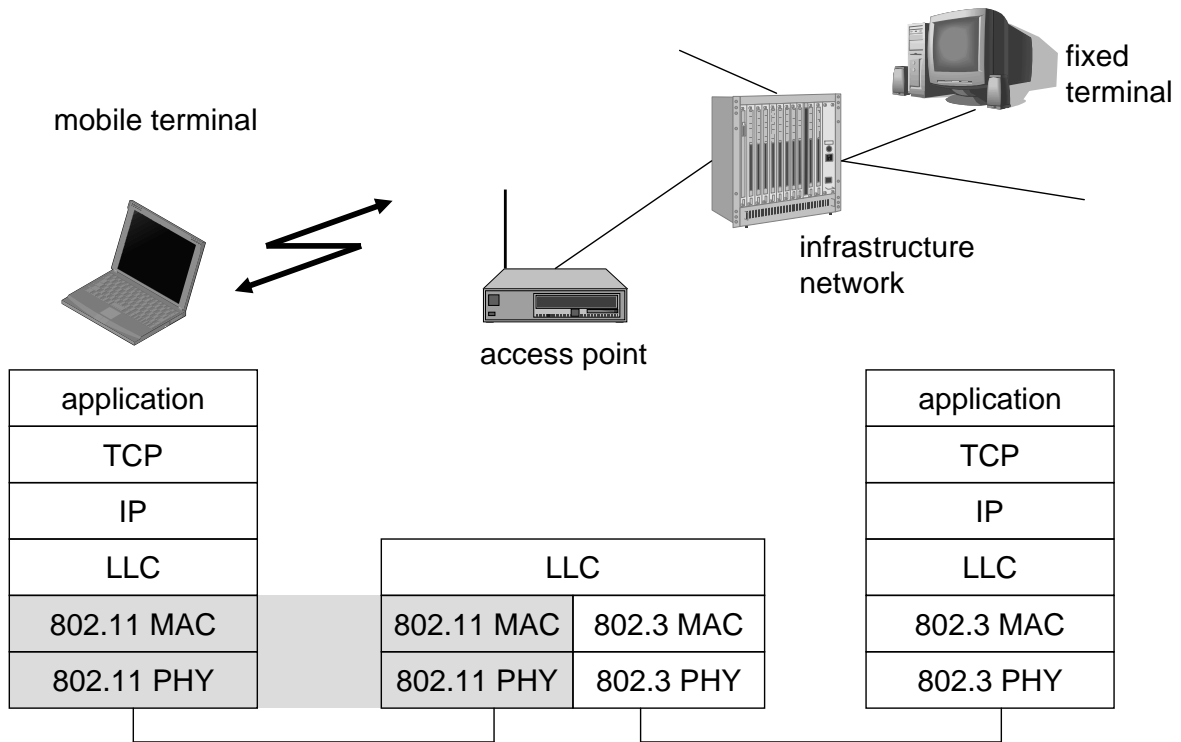 fixed
terminal
mobile terminal
infrastructure
network
access point
application
TCP
IP
LLC
802.11 MAC
802.11 PHY
LLC
802.11 MAC
802.3 MAC
802.11 PHY
802.3 PHY
application
TCP
IP
LLC
802.3 MAC
802.3 PHY